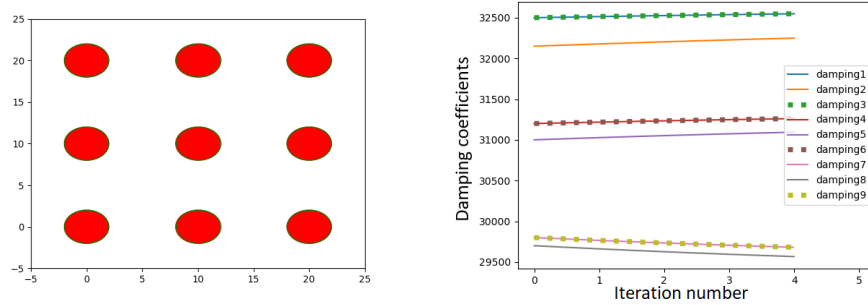 25
20
15
10
5
0
−5
−5
0
5
10
15
20
25
Damping coefficients
32500
32000
31500
31000
30500
30000
29500
0
1
2
3
4
5
Iteration number
damping1
damping2
damping3
damping4
damping5
damping6
damping7
damping8
damping9